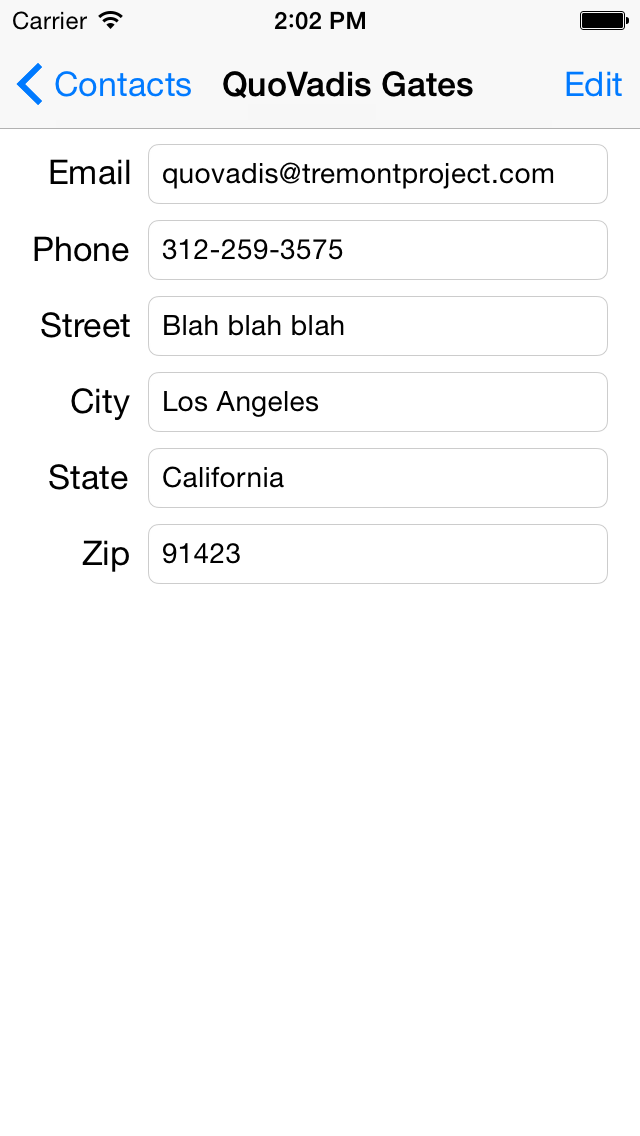 Carrier 2:02 PM
Contacts QuoVadis Gates Edit
Email quovadis@tremontproject.com
Phone 312-259-3575
Street Blah blah blah
City Los Angeles
State California
Zip 91423